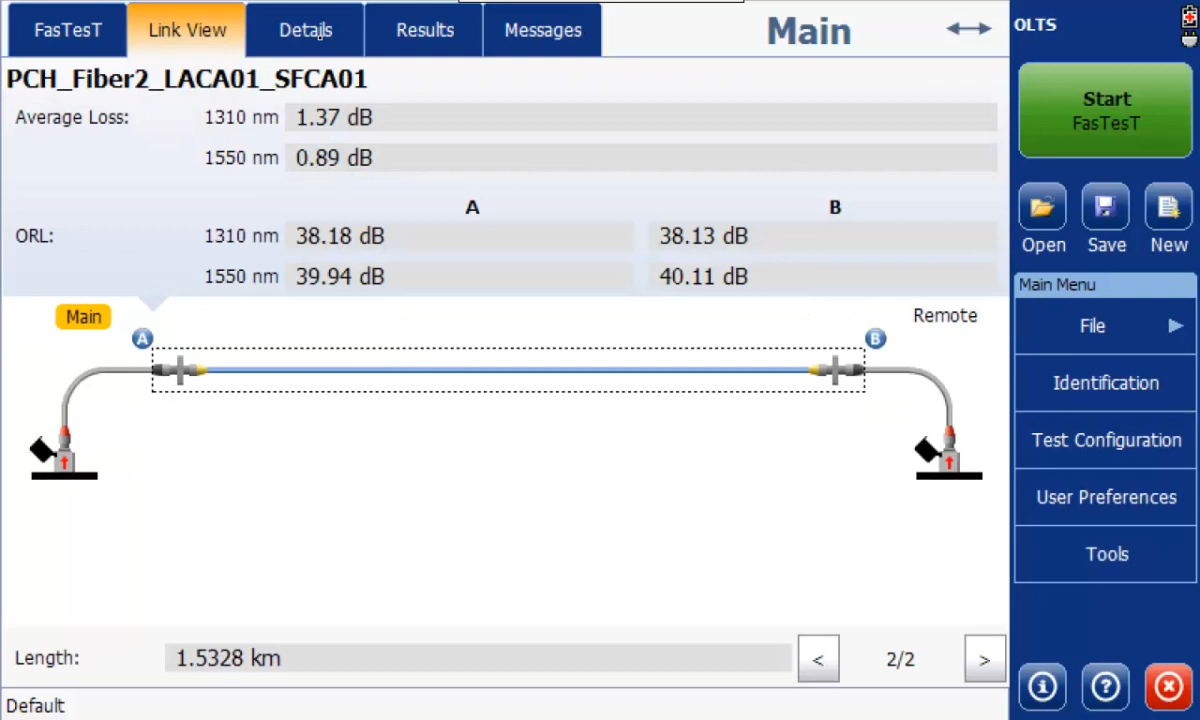 FasTesT Link View Details Results Messages Main OLTS
PCH_Fiber2_LACA01_SFCA01
Average Loss: 1310 nm 1.37 dB
1550 nm 0.89 dB
A B
ORL: 1310 nm 38.18 dB 38.13 dB
1550 nm 39.94 dB 40.11 dB
Main Remote
A B
Length: 1.5328 km < 2/2 >
Default
Start
FasTesT
Open Save New
Main Menu
File
Identification
Test Configuration
User Preferences
Tools